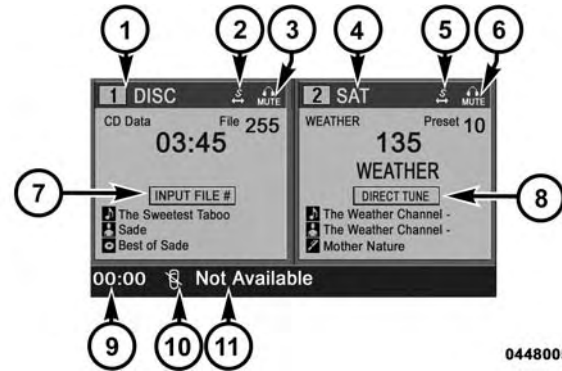 1 2 3 4 5 6
1 DISC S MUTE 2 SAT S MUTE
CD Data File 255
03:45
INPUT FILE #
The Sweetest Taboo
Sade
Best of Sade
WEATHER Preset 10
135
WEATHER
DIRECT TUNE
The Weather Channel -
The Weather Channel -
Mother Nature
7 8
00:00 Not Available
9 10 11